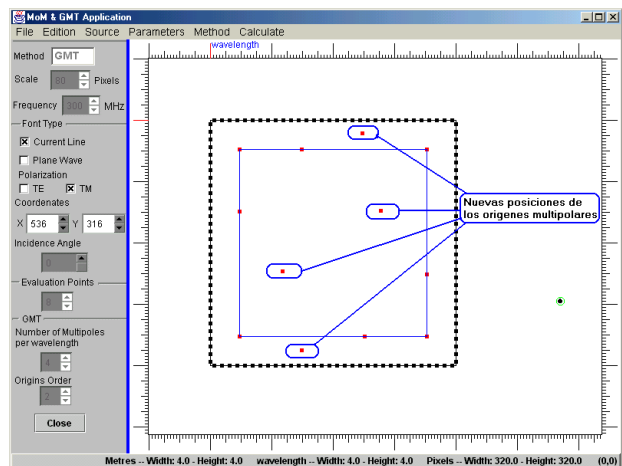 MoM & GMT Application
File Edition Source Parameters Method Calculate
wavelength
Method GMT
Scale 80 Pixels
Frequency 300 MHz
Font Type
Current Line
Plane Wave
Polarization
TE TM
Coordenates
X 536 Y 316
Incidence Angle
0
Evaluation Points
8
GMT
Number of Multipoles
per wavelength
4
Origins Order
2
Close
Nuevas posiciones de
los origenes multipolares
Metres -- Width: 4.0 - Height: 4.0 wavelength -- Width: 4.0 - Height: 4.0 Pixels -- Width: 320.0 - Height: 320.0 (0,0)